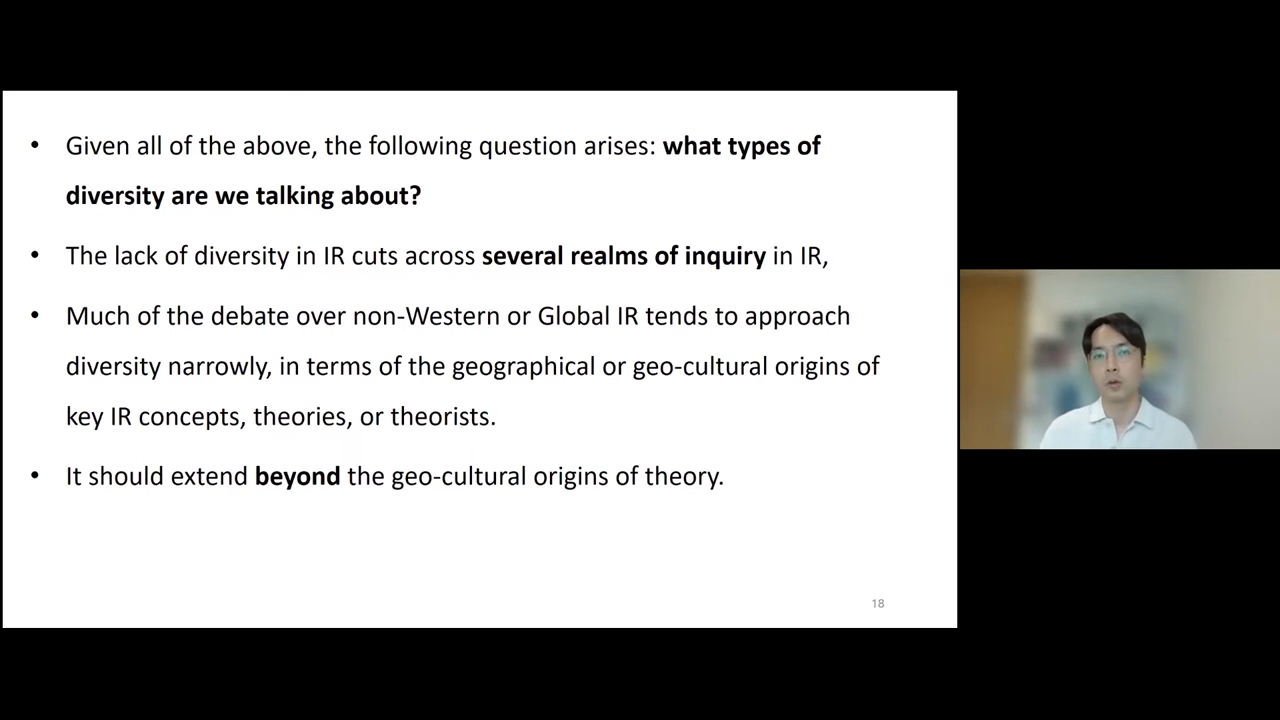 • Given all of the above, the following question arises: what types of
diversity are we talking about?
• The lack of diversity in IR cuts across several realms of inquiry in IR,
• Much of the debate over non-Western or Global IR tends to approach
diversity narrowly, in terms of the geographical or geo-cultural origins of
key IR concepts, theories, or theorists.
• It should extend beyond the geo-cultural origins of theory.
18